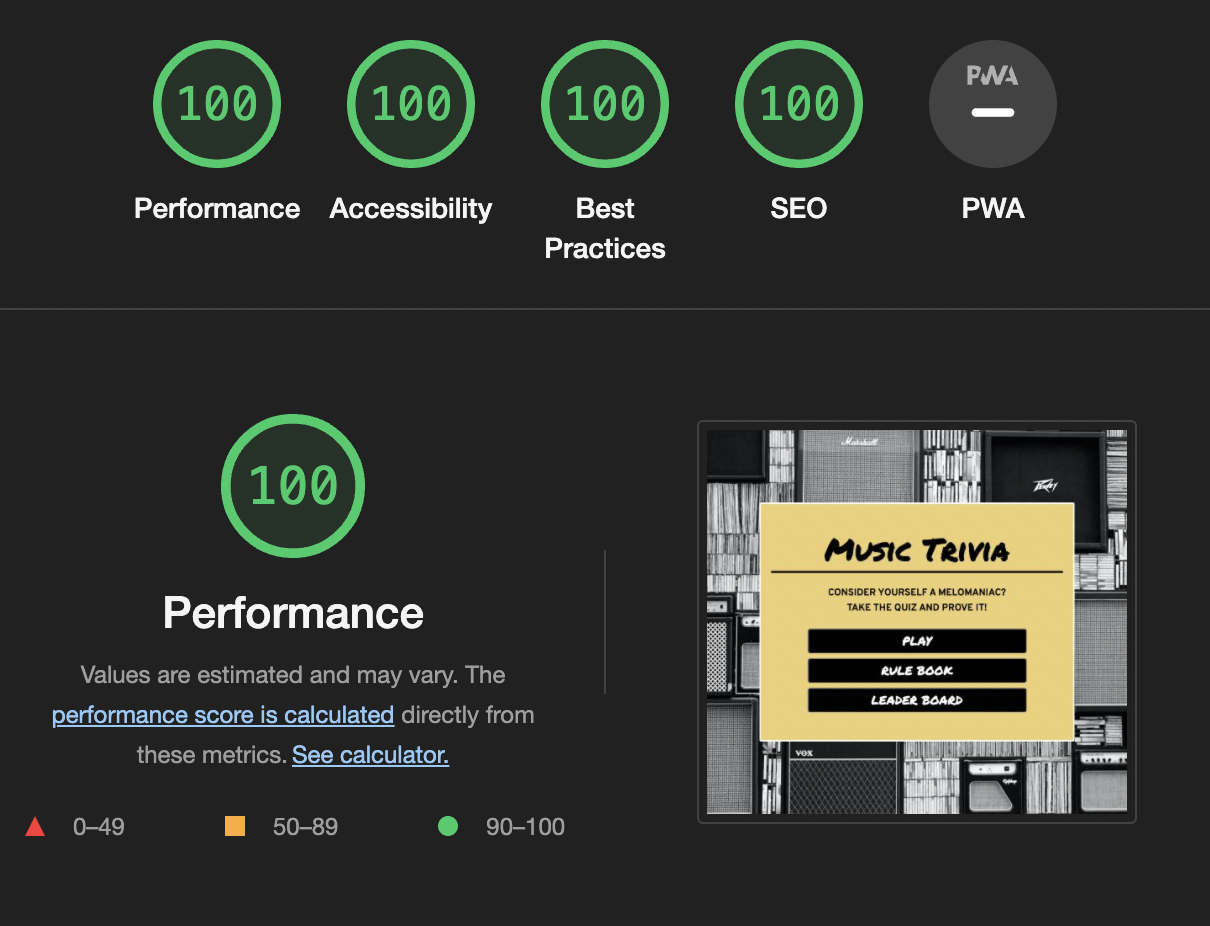 100
100
100
100
PWA
Performance
Accessibility
Best
Practices
SEO
PWA
100
Performance
Values are estimated and may vary. The
performance score is calculated directly from
these metrics. See calculator.
0–49
50–89
90–100
Marshall
Peavey
MUSIC TRIVIA
CONSIDER YOURSELF A MELOMANIAC?
TAKE THE QUIZ AND PROVE IT!
PLAY
RULE BOOK
LEADER BOARD
VOX
Epiphone